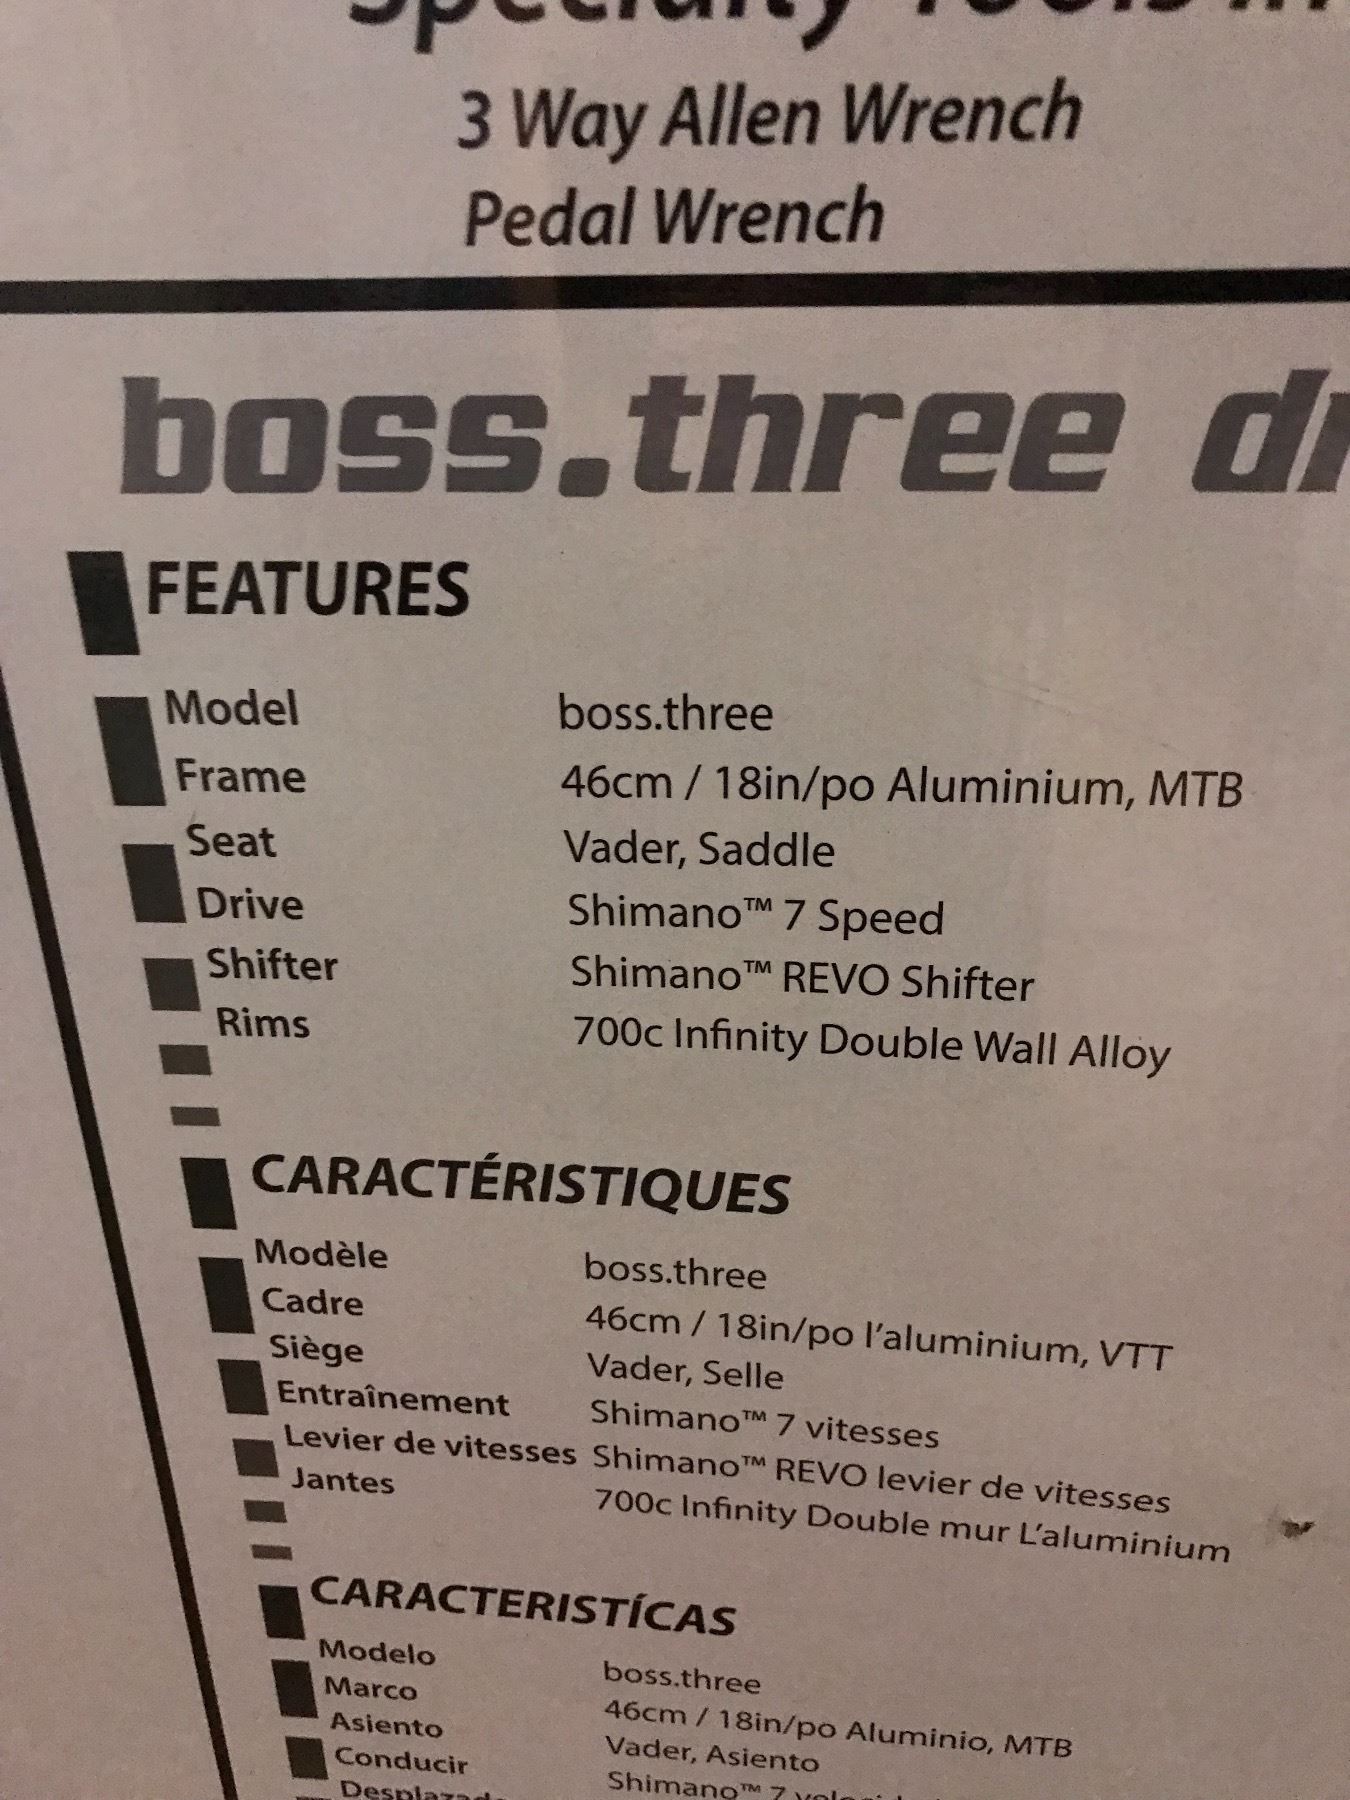 Specialty Tools
3 Way Allen Wrench
Pedal Wrench
boss.three
FEATURES
Model boss.three
Frame 46cm / 18in/po Aluminium, MTB
Seat Vader, Saddle
Drive Shimano™ 7 Speed
Shifter Shimano™ REVO Shifter
Rims 700c Infinity Double Wall Alloy
CARACTÉRISTIQUES
Modèle boss.three
Cadre 46cm / 18in/po l'aluminium, VTT
Siège Vader, Selle
Entraînement Shimano™ 7 vitesses
Levier de vitesses Shimano™ REVO levier de vitesses
Jantes 700c Infinity Double mur L'aluminium
CARACTERISTÍCAS
Modelo boss.three
Marco 46cm / 18in/po Aluminio, MTB
Asiento Vader, Asiento
Conducir Shimano™ 7